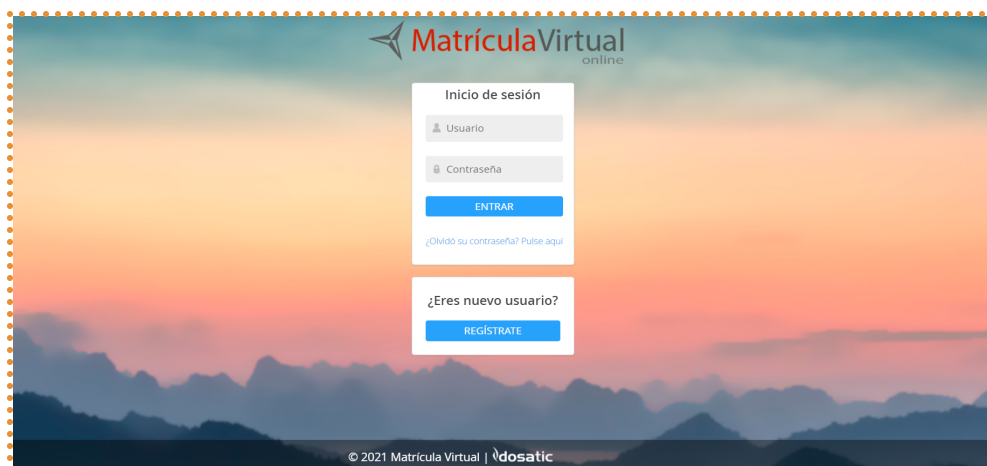 MatrículaVirtual
online
Inicio de sesión
Usuario
Contraseña
ENTRAR
¿Olvidó su contraseña? Pulse aquí
¿Eres nuevo usuario?
REGÍSTRATE
© 2021 Matrícula Virtual | dosatic